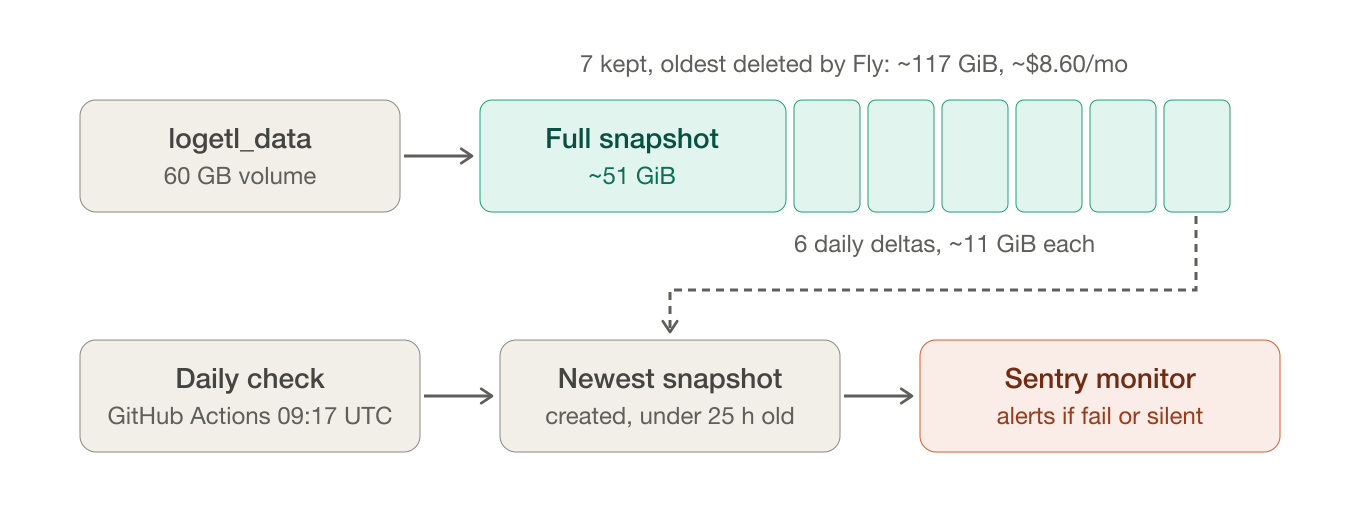 7 kept, oldest deleted by Fly: ~117 GiB, ~$8.60/mo
logetl_data
60 GB volume
Full snapshot
~51 GiB
6 daily deltas, ~11 GiB each
Daily check
GitHub Actions 09:17 UTC
Newest snapshot
created, under 25 h old
Sentry monitor
alerts if fail or silent